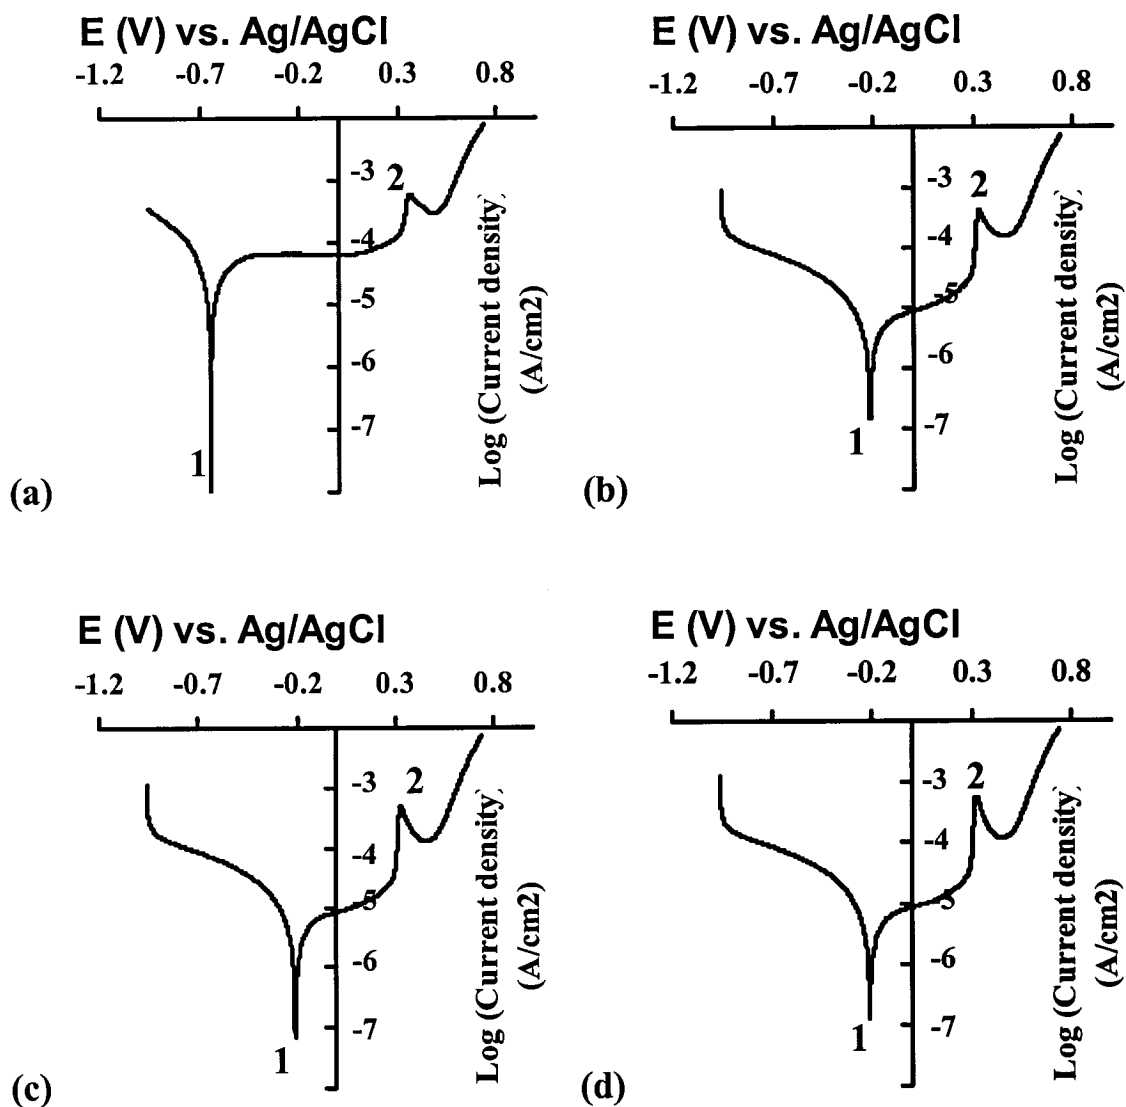 E (V) vs. Ag/AgCl
-1.2 -0.7 -0.2 0.3 0.8
-3
2
-4
-5
-6
-7
1
Log (Current density)
(A/cm2)
(a)
E (V) vs. Ag/AgCl
-1.2 -0.7 -0.2 0.3 0.8
-3
2
-4
-5
-6
-7
1
Log (Current density)
(A/cm2)
(b)
E (V) vs. Ag/AgCl
-1.2 -0.7 -0.2 0.3 0.8
-3
2
-4
-5
-6
-7
1
Log (Current density)
(A/cm2)
(c)
E (V) vs. Ag/AgCl
-1.2 -0.7 -0.2 0.3 0.8
-3
2
-4
-5
-6
-7
1
Log (Current density)
(A/cm2)
(d)